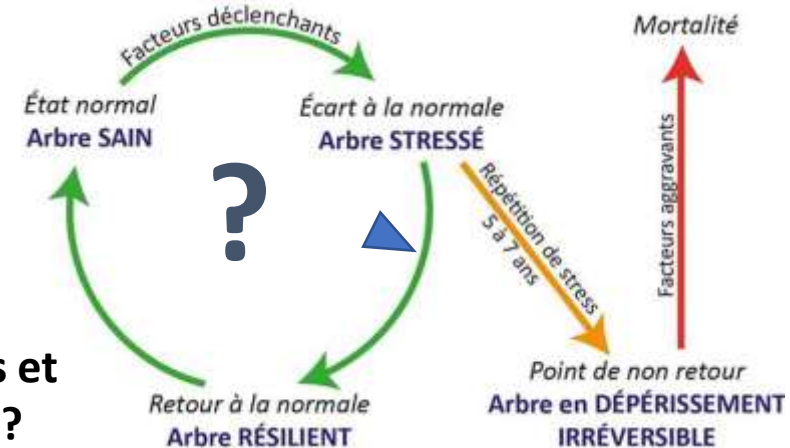 Facteurs déclenchants
Mortalité
État normal
Arbre SAIN
Écart à la normale
Arbre STRESSÉ
?
Répétition de stress
5 à 7 ans
Facteurs aggravants
s et
?
Retour à la normale
Arbre RÉSILIENT
Point de non retour
Arbre en DÉPÉRISSEMENT
IRRÉVERSIBLE